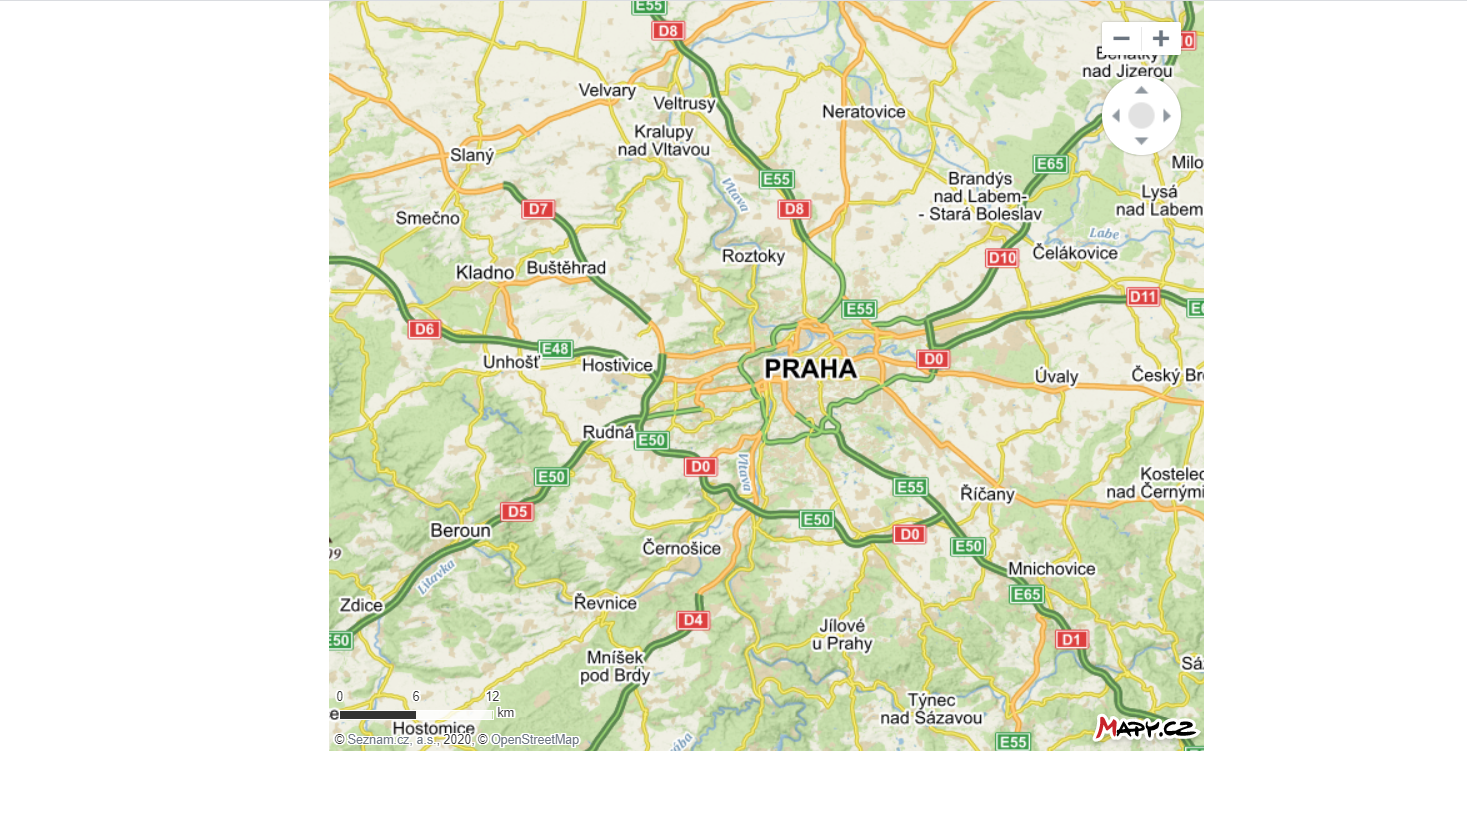 E55
D8
10
Benátky
nad Jizerou
Velvary
Veltrusy
Neratovice
Kralupy
nad Vltavou
Slaný
E65
Milo
E55
Vltava
Brandýs
nad Labem-
- Stará Boleslav
Lysá
nad Labem
D7
D8
Smečno
Labe
Roztoky
D10
Čelákovice
Kladno
Buštěhrad
D11
E55
D6
E48
Unhošť
Hostivice
D0
PRAHA
Úvaly
Český Br
Rudná
E50
D0
Vltava
E50
Kostelec
nad Černými
E55
Říčany
D5
E50
Beroun
D0
Černošice
E50
09
Mnichovice
Litavka
E65
Zdice
Řevnice
D4
Jílové
u Prahy
D1
E50
Mníšek
pod Brdy
Sá
0 6 12
km
Týnec
nad Sázavou
Hostomice
Mapy.cz
E55
© Seznam.cz, a.s., 2020, © OpenStreetMap